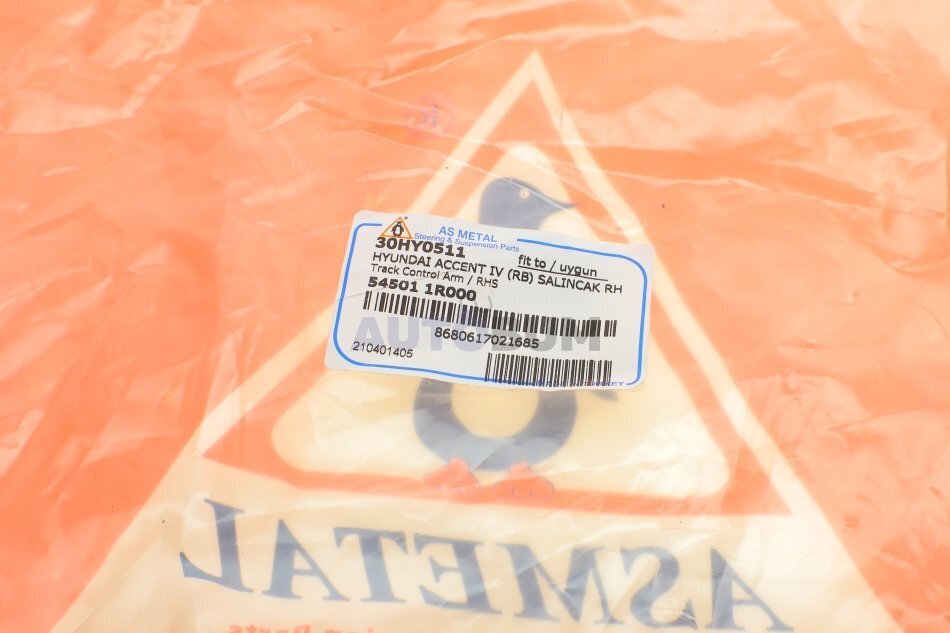 AS METAL
Steering & Suspension Parts
30HY0511
fit to / uygun
HYUNDAI ACCENT IV (RB) SALINCAK RH
Track Control Arm / RHS
54501 1R000
8680617021685
210401405
ASMETAL